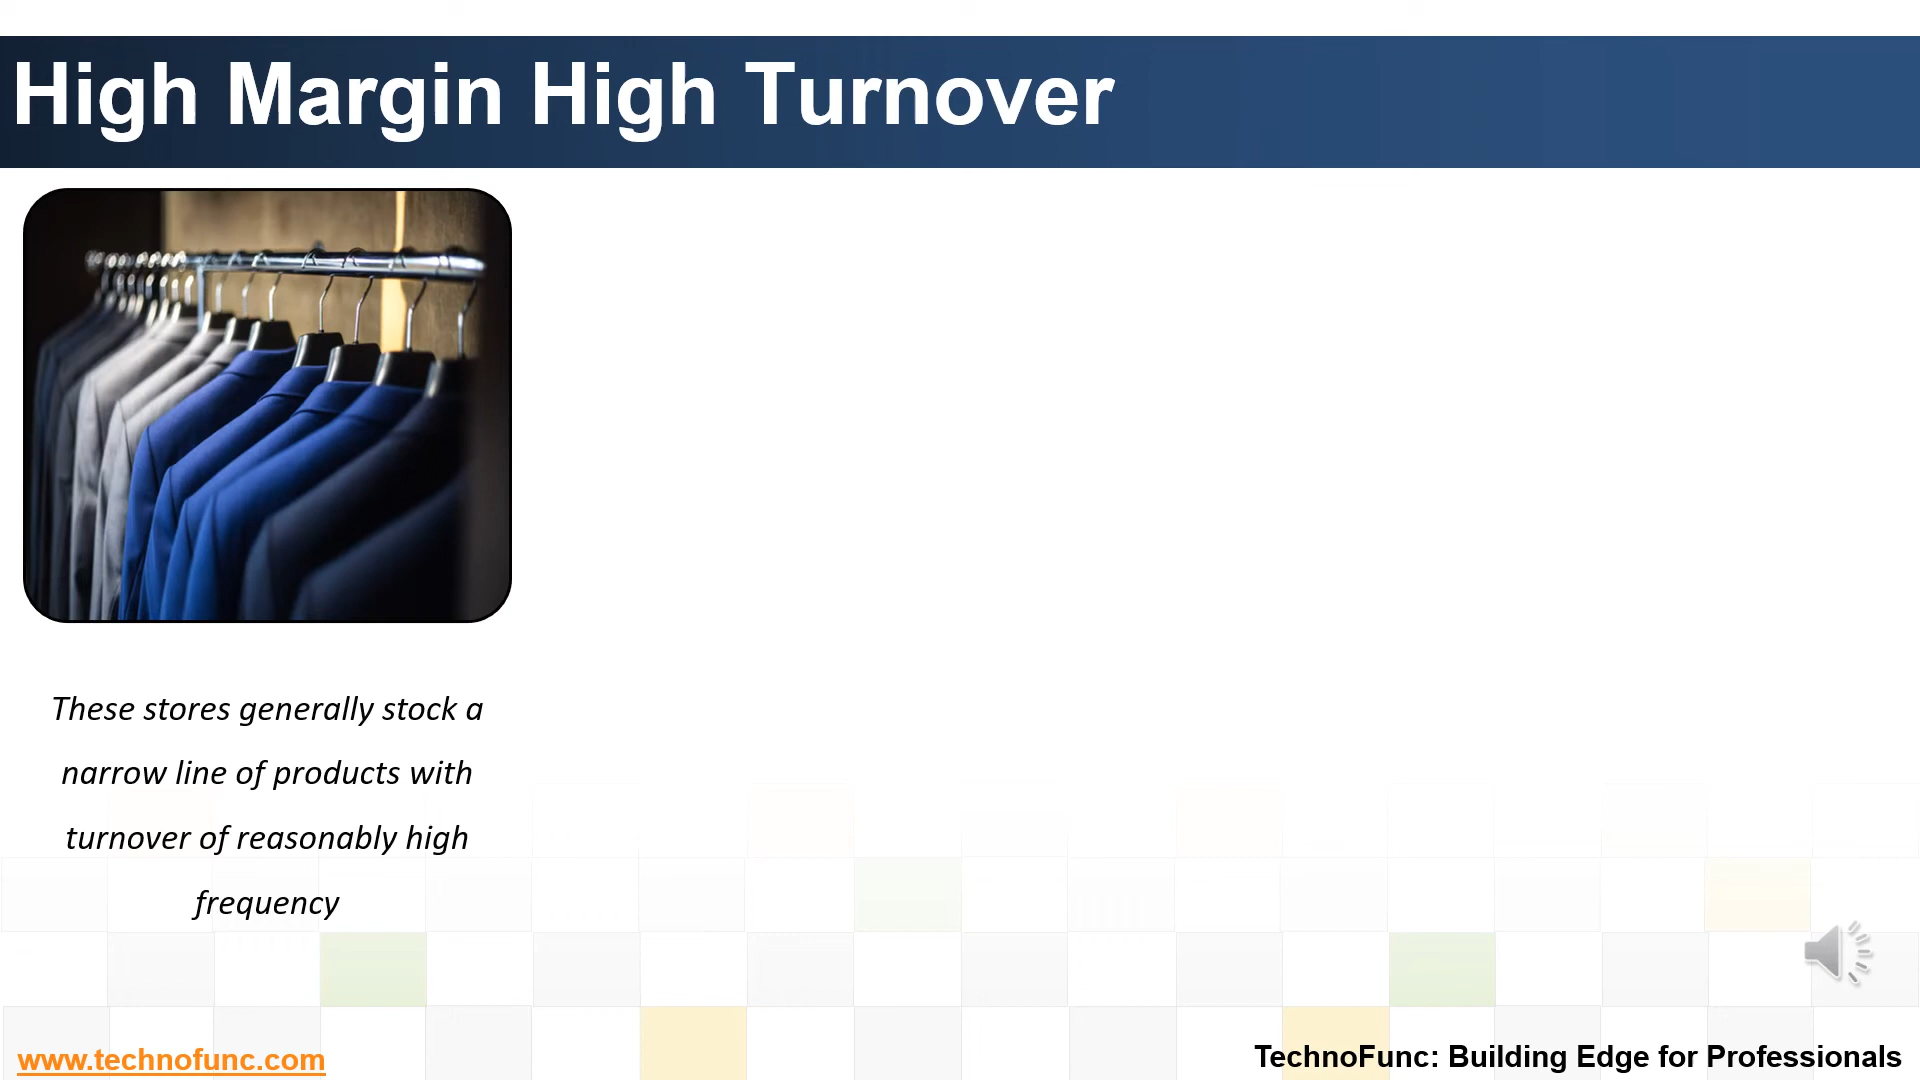 High Margin High Turnover
These stores generally stock a
narrow line of products with
turnover of reasonably high
frequency
www.technofunc.com
TechnoFunc: Building Edge for Professionals